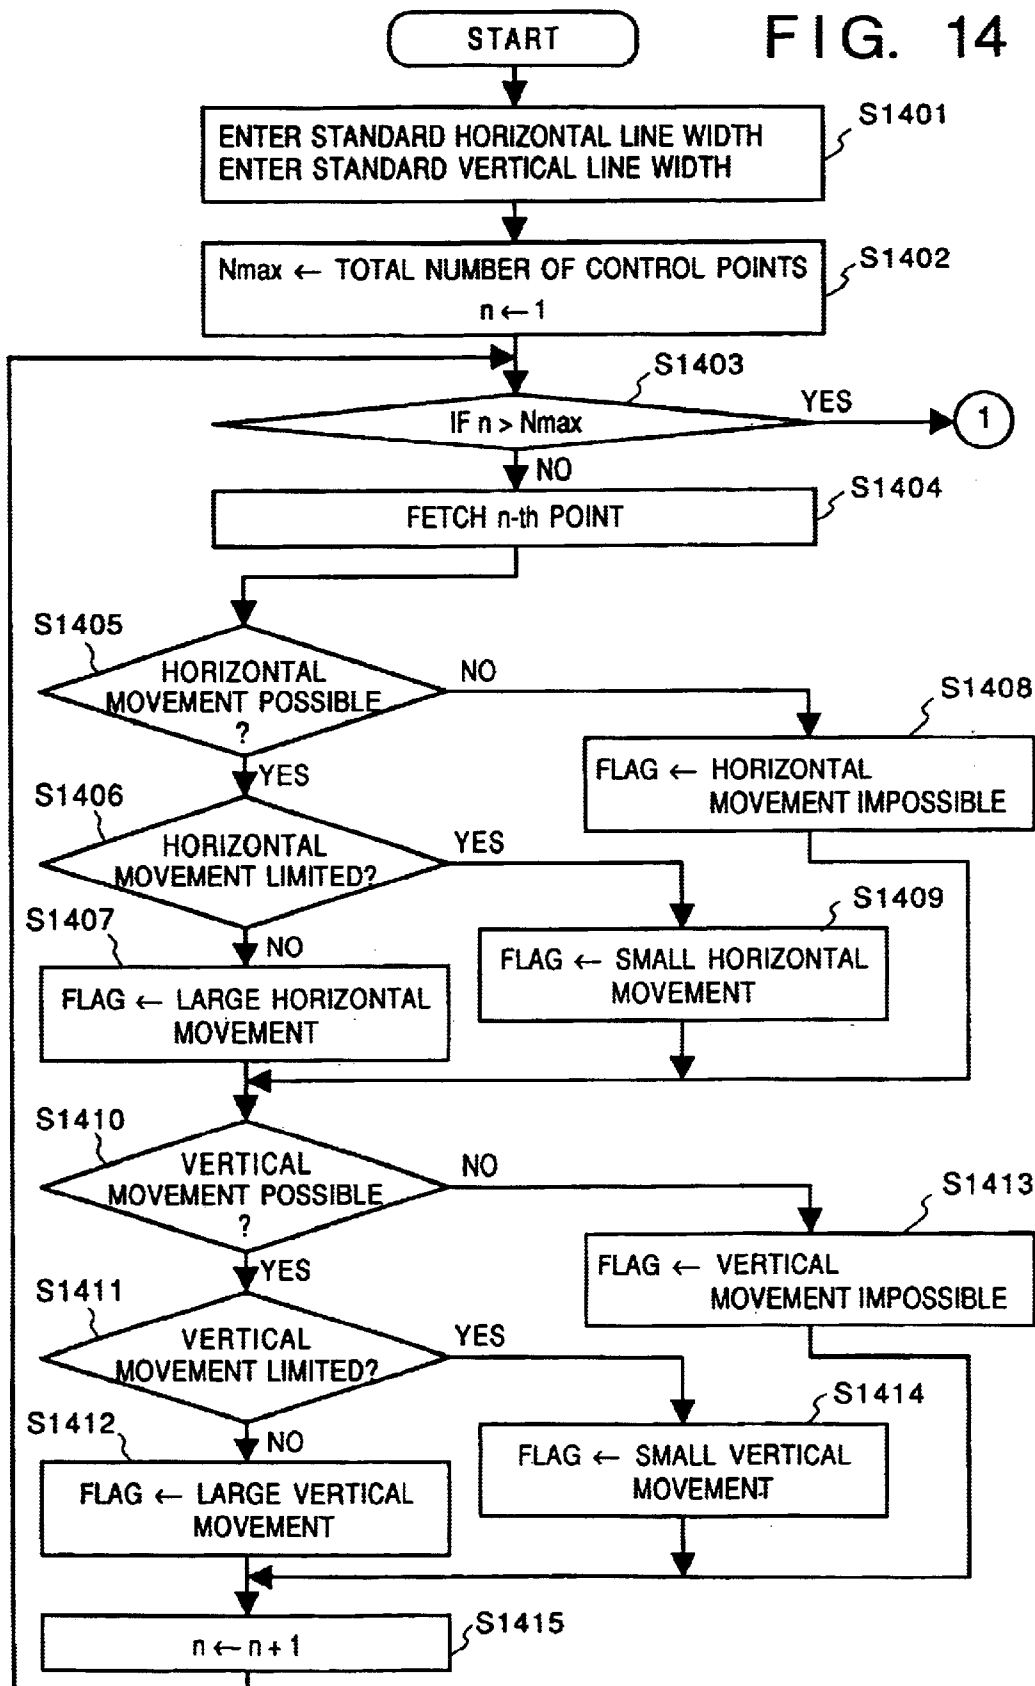 FIG. 14
START
S1401
ENTER STANDARD HORIZONTAL LINE WIDTH
ENTER STANDARD VERTICAL LINE WIDTH
S1402
Nmax ← TOTAL NUMBER OF CONTROL POINTS
n ← 1
S1403
IF n > Nmax
YES
1
NO
S1404
FETCH n-th POINT
S1405
HORIZONTAL
MOVEMENT POSSIBLE
?
NO
S1408
FLAG ← HORIZONTAL
MOVEMENT IMPOSSIBLE
YES
S1406
HORIZONTAL
MOVEMENT LIMITED?
YES
S1409
FLAG ← SMALL HORIZONTAL
MOVEMENT
S1407
NO
FLAG ← LARGE HORIZONTAL
MOVEMENT
S1410
VERTICAL
MOVEMENT POSSIBLE
?
NO
S1413
FLAG ← VERTICAL
MOVEMENT IMPOSSIBLE
YES
S1411
VERTICAL
MOVEMENT LIMITED?
YES
S1414
FLAG ← SMALL VERTICAL
MOVEMENT
S1412
NO
FLAG ← LARGE VERTICAL
MOVEMENT
S1415
n ← n + 1